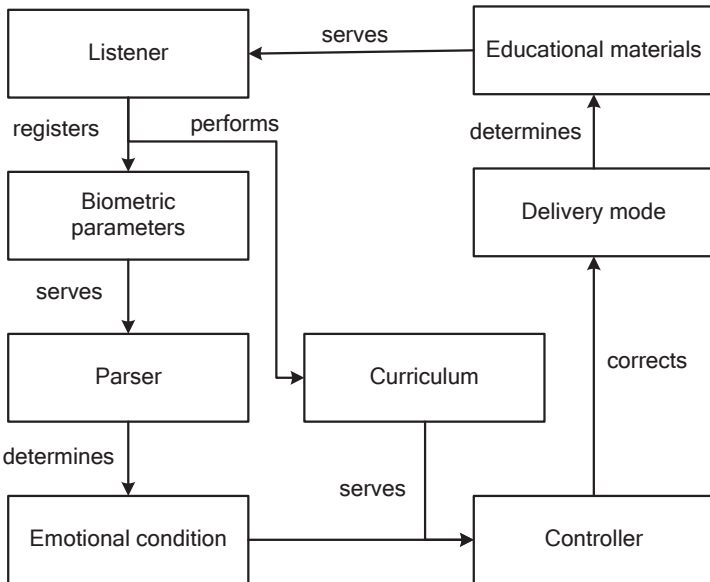 serves
Listener
Educational materials
registers
performs
determines
Biometric
parameters
Delivery mode
serves
Parser
Curriculum
corrects
determines
serves
Emotional condition
Controller